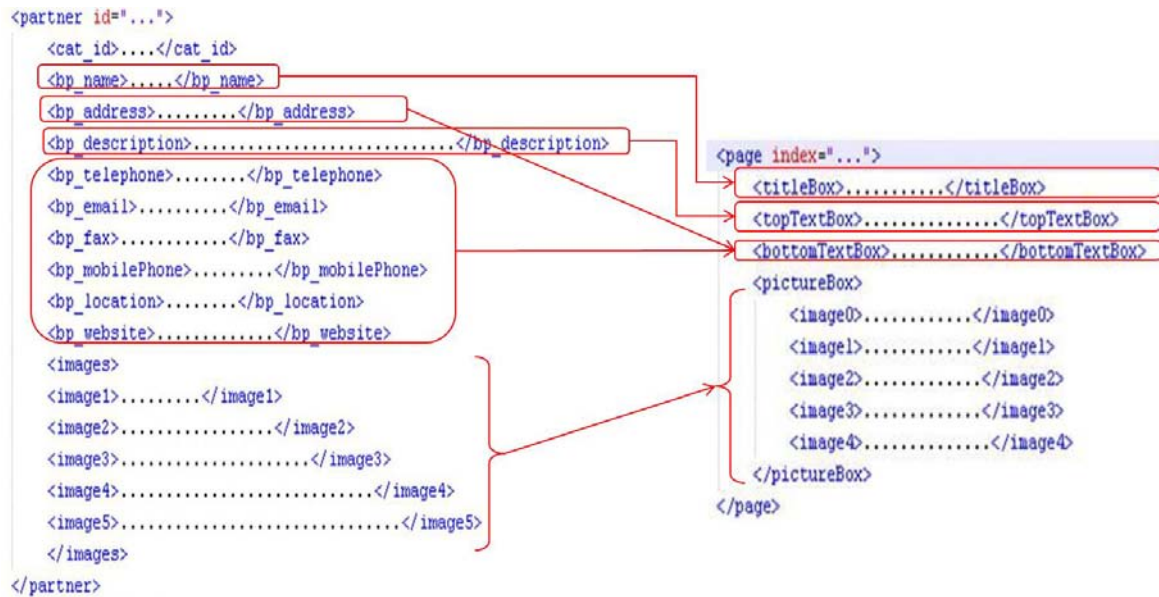 <partner id="...">
<cat_id>....</cat_id>
<bp_name>.....</bp_name>
<bp_address>.........</bp_address>
<bp_description>...........................</bp_description>
<bp_telephone>........</bp_telephone>
<bp_email>..........</bp_email>
<bp_fax>............</bp_fax>
<bp_mobilePhone>.........</bp_mobilePhone>
<bp_location>........</bp_location>
<bp_website>.............</bp_website>
<images>
<image1>.........</image1>
<image2>.................</image2>
<image3>.....................</image3>
<image4>............................</image4>
<image5>...............................</image5>
</images>
</partner>
<page index="...">
<titleBox>...........</titleBox>
<topTextBox>...............</topTextBox>
<bottomTextBox>............</bottomTextBox>
<pictureBox>
<image0>............</image0>
<image1>............</image1>
<image2>.............</image2>
<image3>.............</image3>
<image4>..............</image4>
</pictureBox>
</page>